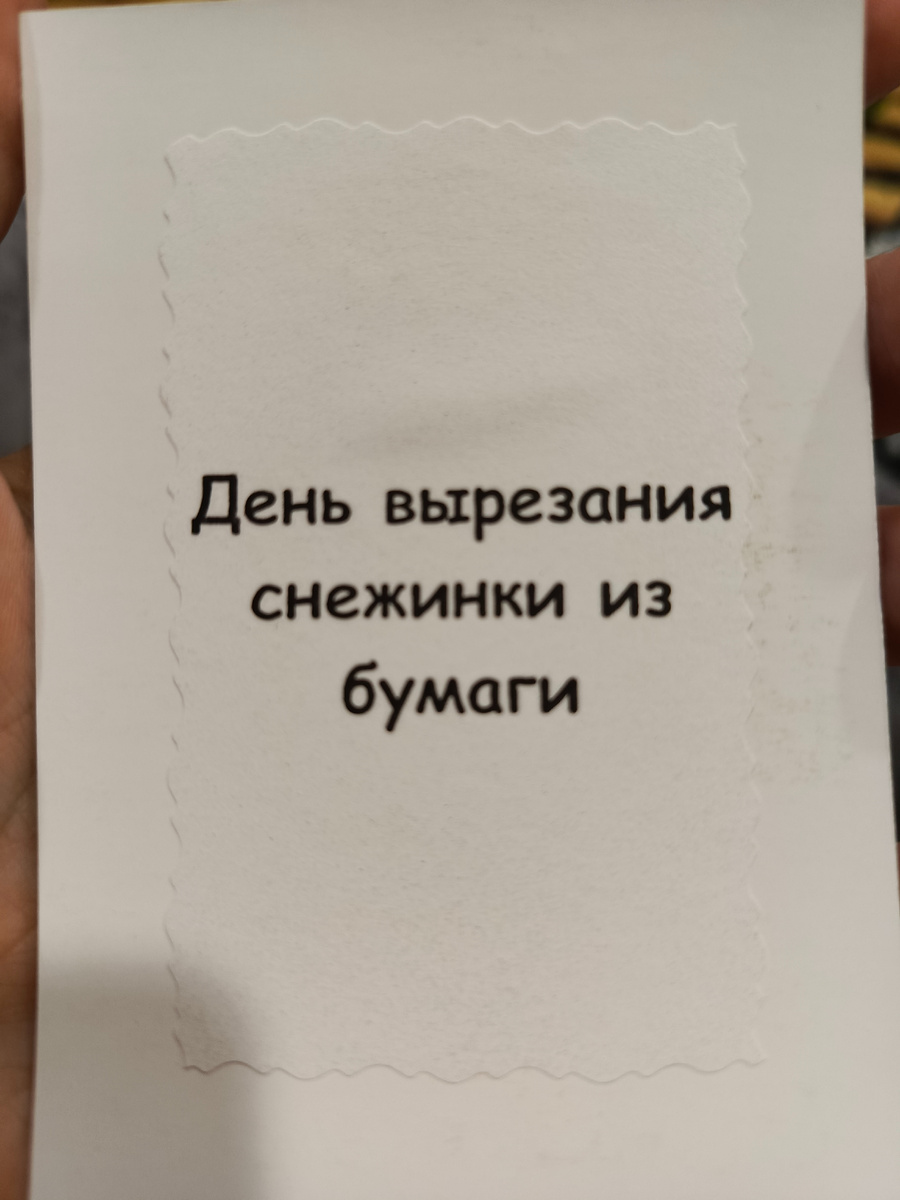 День вырезания
снежинки из
бумаги